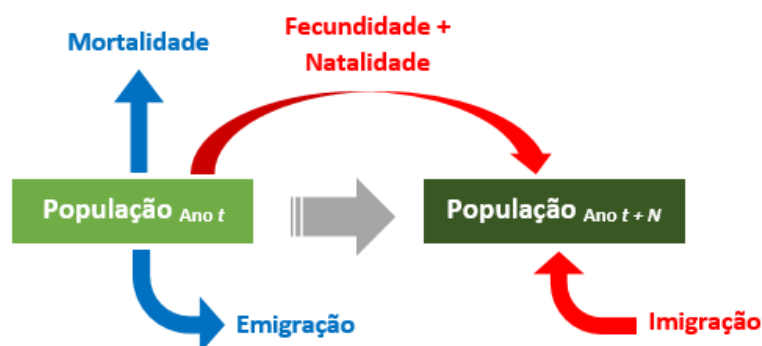 Fecundidade +
Natalidade
Mortalidade
População Ano t
População Ano t + N
Emigração
Imigração